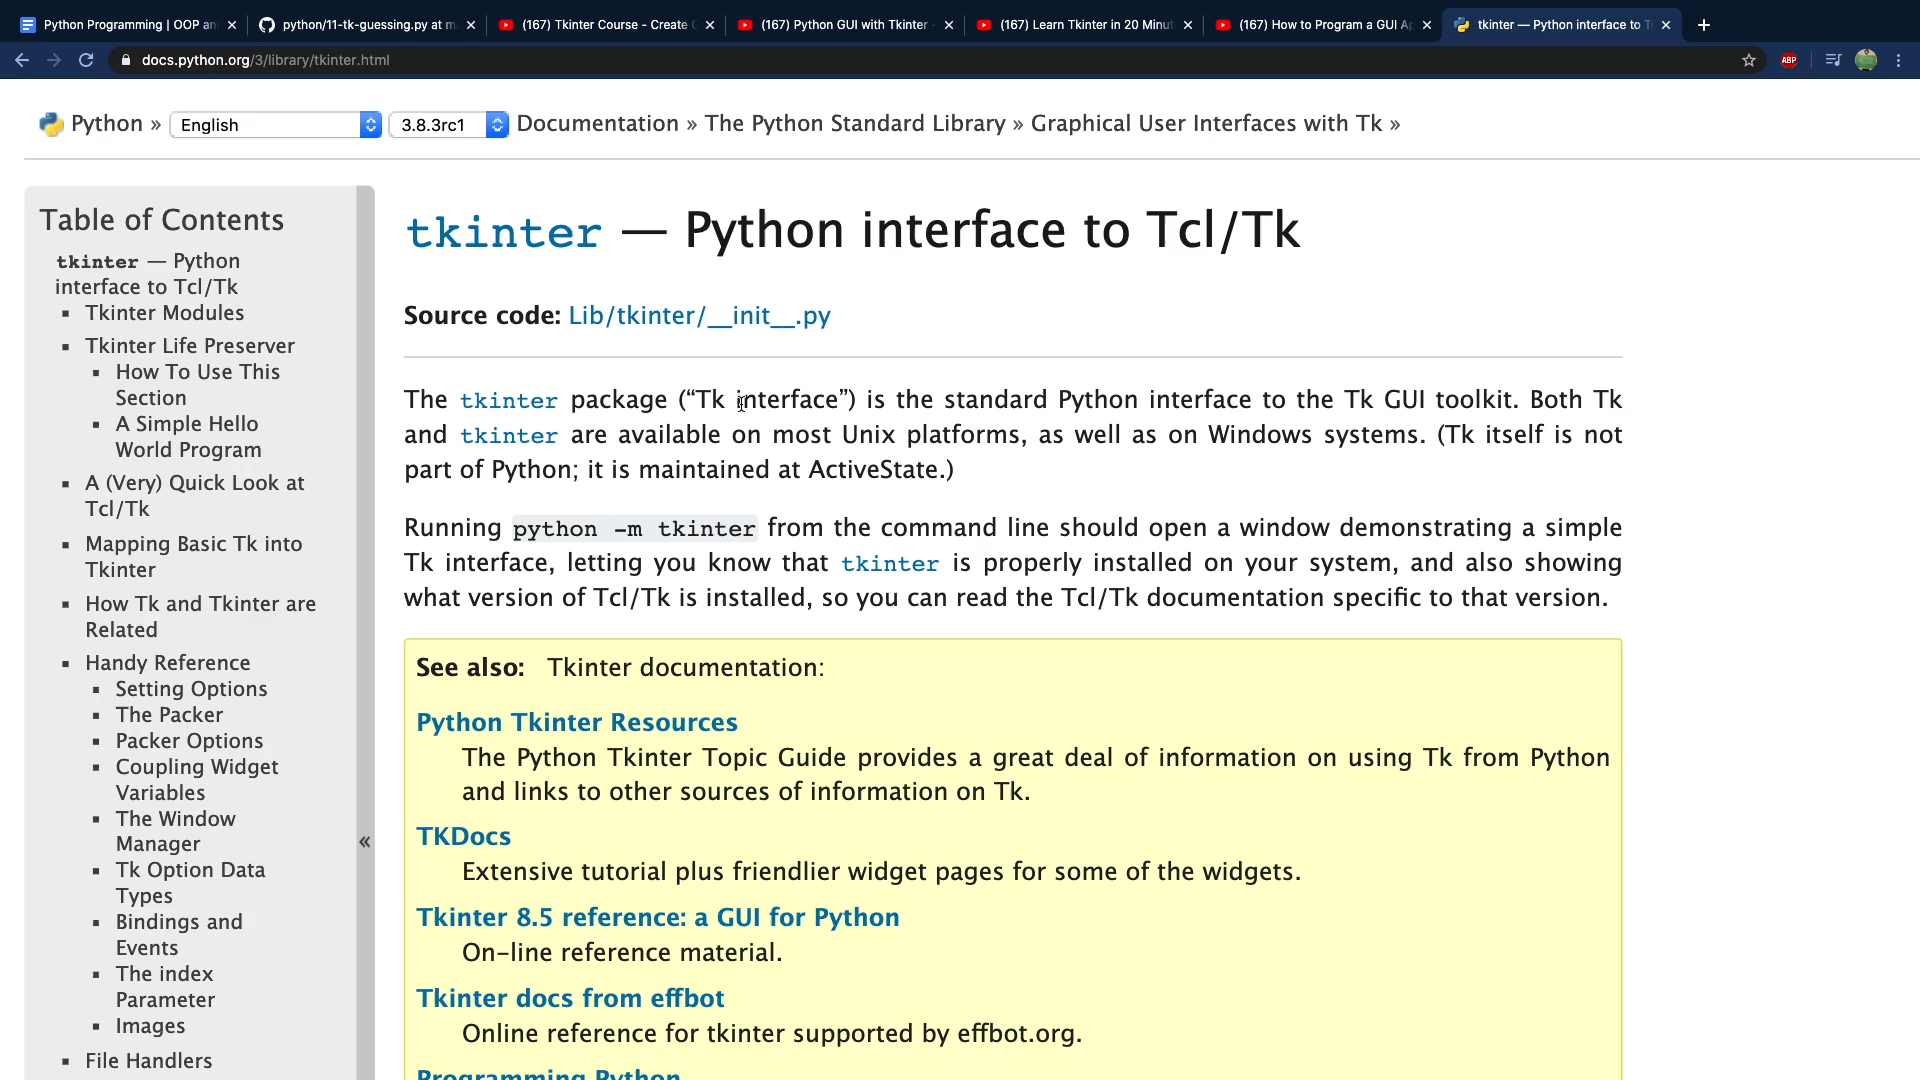 Python Programming | OOP an
python/11-tk-guessing.py at m
(167) Tkinter Course - Create G
(167) Python GUI with Tkinter -
(167) Learn Tkinter in 20 Minut
(167) How to Program a GUI Ap
tkinter — Python interface to T
docs.python.org/3/library/tkinter.html
ABP
Python » English 3.8.3rc1 Documentation » The Python Standard Library » Graphical User Interfaces with Tk »
Table of Contents
tkinter — Python
interface to Tcl/Tk
▪ Tkinter Modules
▪ Tkinter Life Preserver
▪ How To Use This
Section
▪ A Simple Hello
World Program
▪ A (Very) Quick Look at
Tcl/Tk
▪ Mapping Basic Tk into
Tkinter
▪ How Tk and Tkinter are
Related
▪ Handy Reference
▪ Setting Options
▪ The Packer
▪ Packer Options
▪ Coupling Widget
Variables
▪ The Window
Manager
▪ Tk Option Data
Types
▪ Bindings and
Events
▪ The index
Parameter
▪ Images
▪ File Handlers
«
tkinter — Python interface to Tcl/Tk
Source code: Lib/tkinter/__init__.py
The tkinter package (“Tk interface”) is the standard Python interface to the Tk GUI toolkit. Both Tk
and tkinter are available on most Unix platforms, as well as on Windows systems. (Tk itself is not
part of Python; it is maintained at ActiveState.)
Running python -m tkinter from the command line should open a window demonstrating a simple
Tk interface, letting you know that tkinter is properly installed on your system, and also showing
what version of Tcl/Tk is installed, so you can read the Tcl/Tk documentation specific to that version.
See also: Tkinter documentation:
Python Tkinter Resources
The Python Tkinter Topic Guide provides a great deal of information on using Tk from Python
and links to other sources of information on Tk.
TKDocs
Extensive tutorial plus friendlier widget pages for some of the widgets.
Tkinter 8.5 reference: a GUI for Python
On-line reference material.
Tkinter docs from effbot
Online reference for tkinter supported by effbot.org.
Programming Python